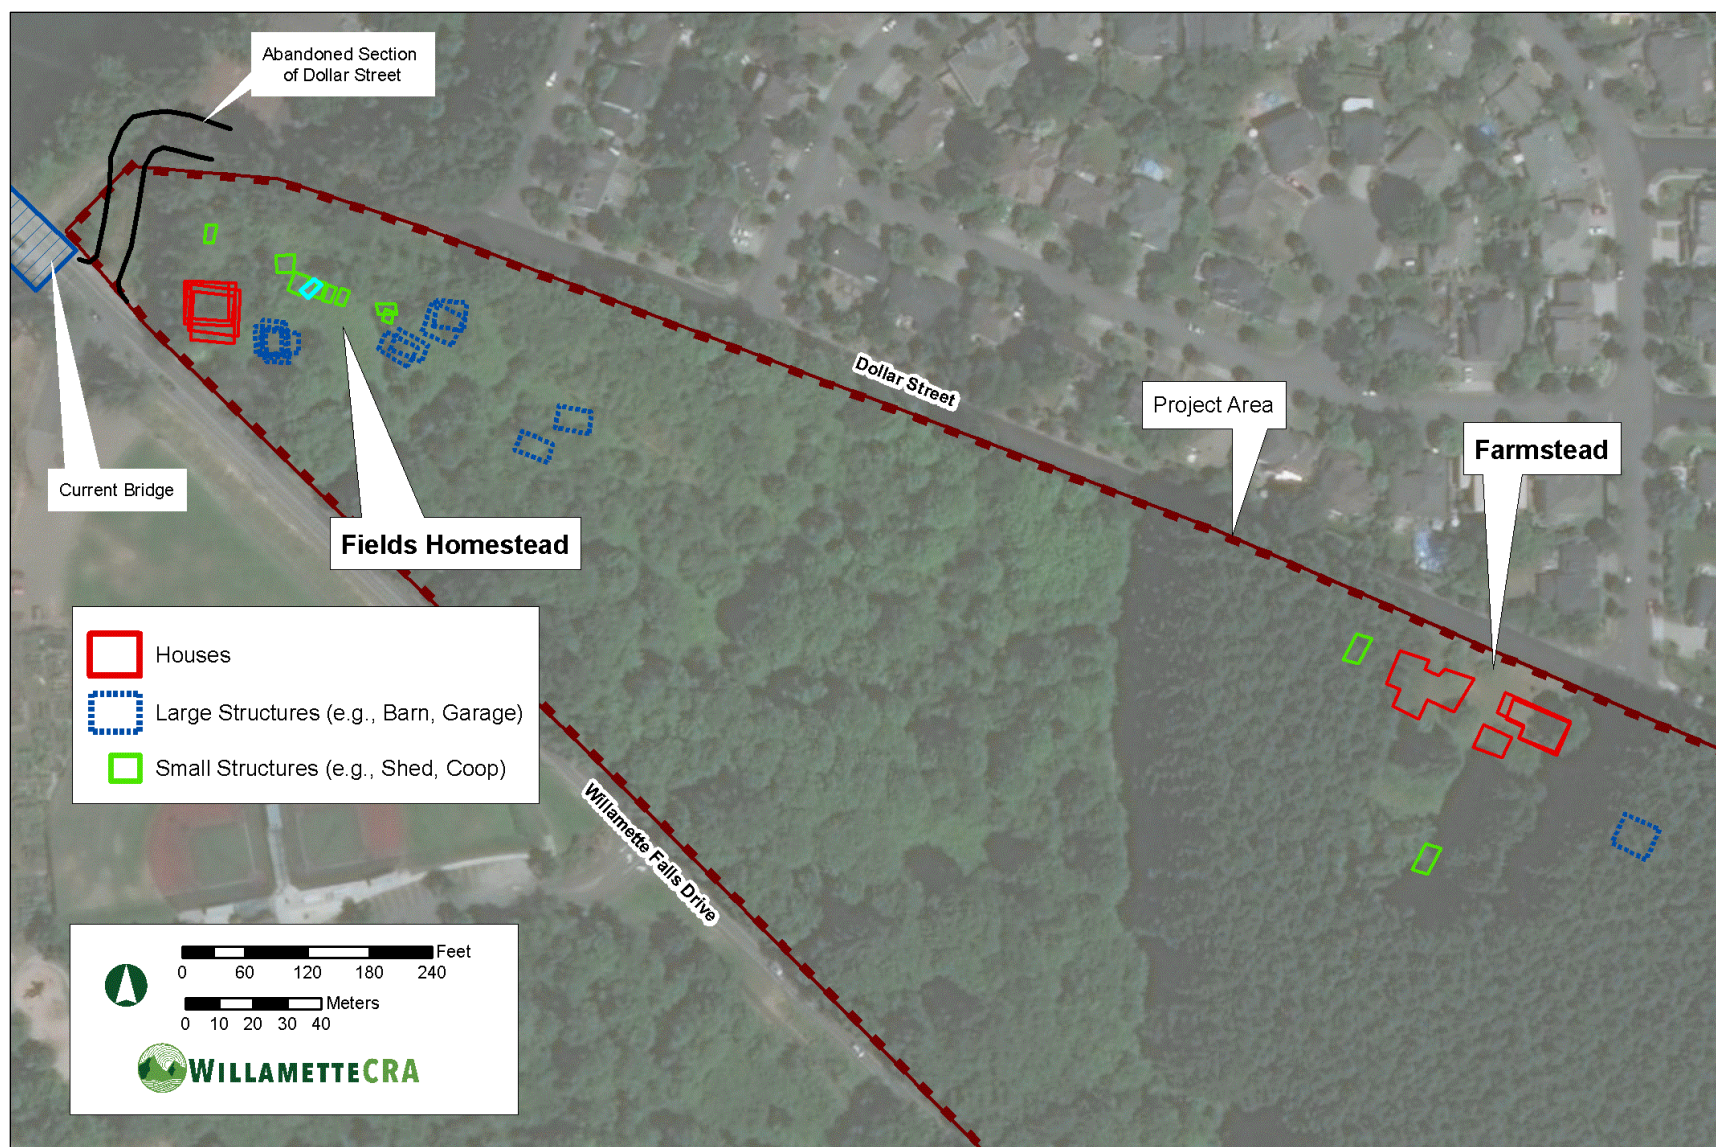 Abandoned Section
of Dollar Street
Dollar Street
Project Area
Farmstead
Current Bridge
Fields Homestead
Houses
Large Structures (e.g., Barn, Garage)
Small Structures (e.g., Shed, Coop)
Willamette Falls Drive
Feet
0 60 120 180 240
Meters
0 10 20 30 40
WILLAMETTECRA